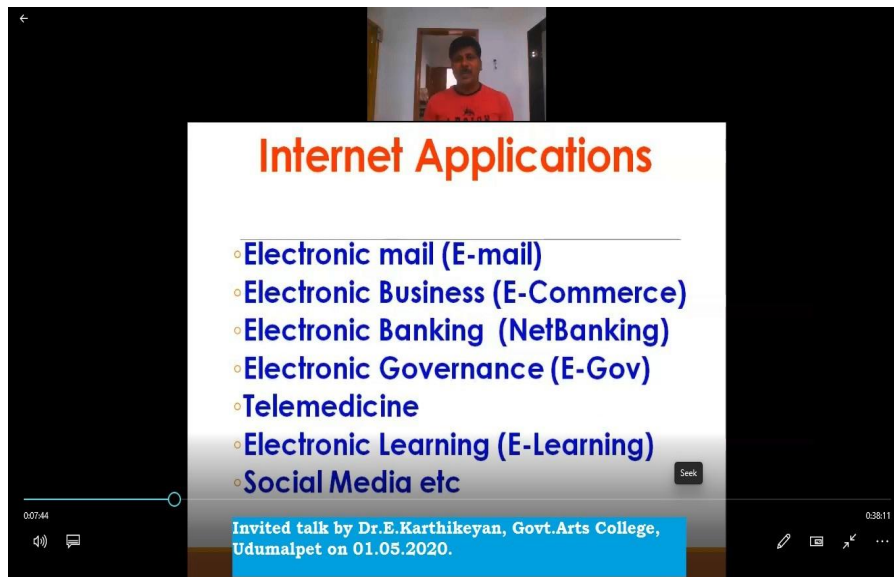 Internet Applications
Electronic mail (E-mail)
Electronic Business (E-Commerce)
Electronic Banking (NetBanking)
Electronic Governance (E-Gov)
Telemedicine
Electronic Learning (E-Learning)
Social Media etc
Seek
0:07:44
0:38:11
Invited talk by Dr.E.Karthikeyan, Govt.Arts College,
Udumalpet on 01.05.2020.